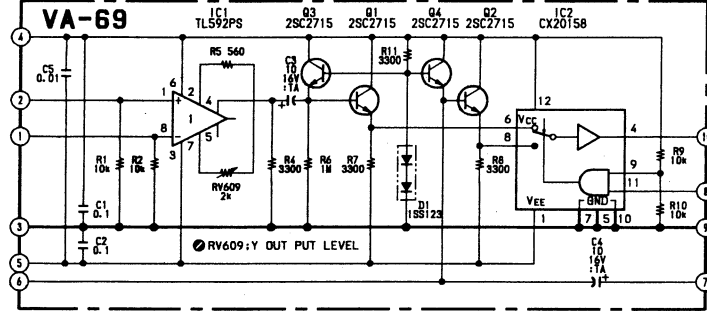 VA-69
IC1
TL592PS
Q3
2SC2715
Q1
2SC2715
Q4
2SC2715
Q2
2SC2715
IC2
CX20158
4
C5
0.01
6
2
R5 560
C3
10
16V
:TA
R11
3300
12
2
1
+
4
1
6
VCC
8
4
1
8
-
5
3
7
R1
10k
R2
10k
RV609
2k
R4
3300
R6
1M
R7
3300
D1
1SS123
R8
3300
9
11
R9
10k
8
R10
10k
VEE
GND
1
7
5
10
C1
0.1
3
9
C2
0.1
RV609;Y OUT PUT LEVEL
C4
10
16V
:TA
5
6
+
7